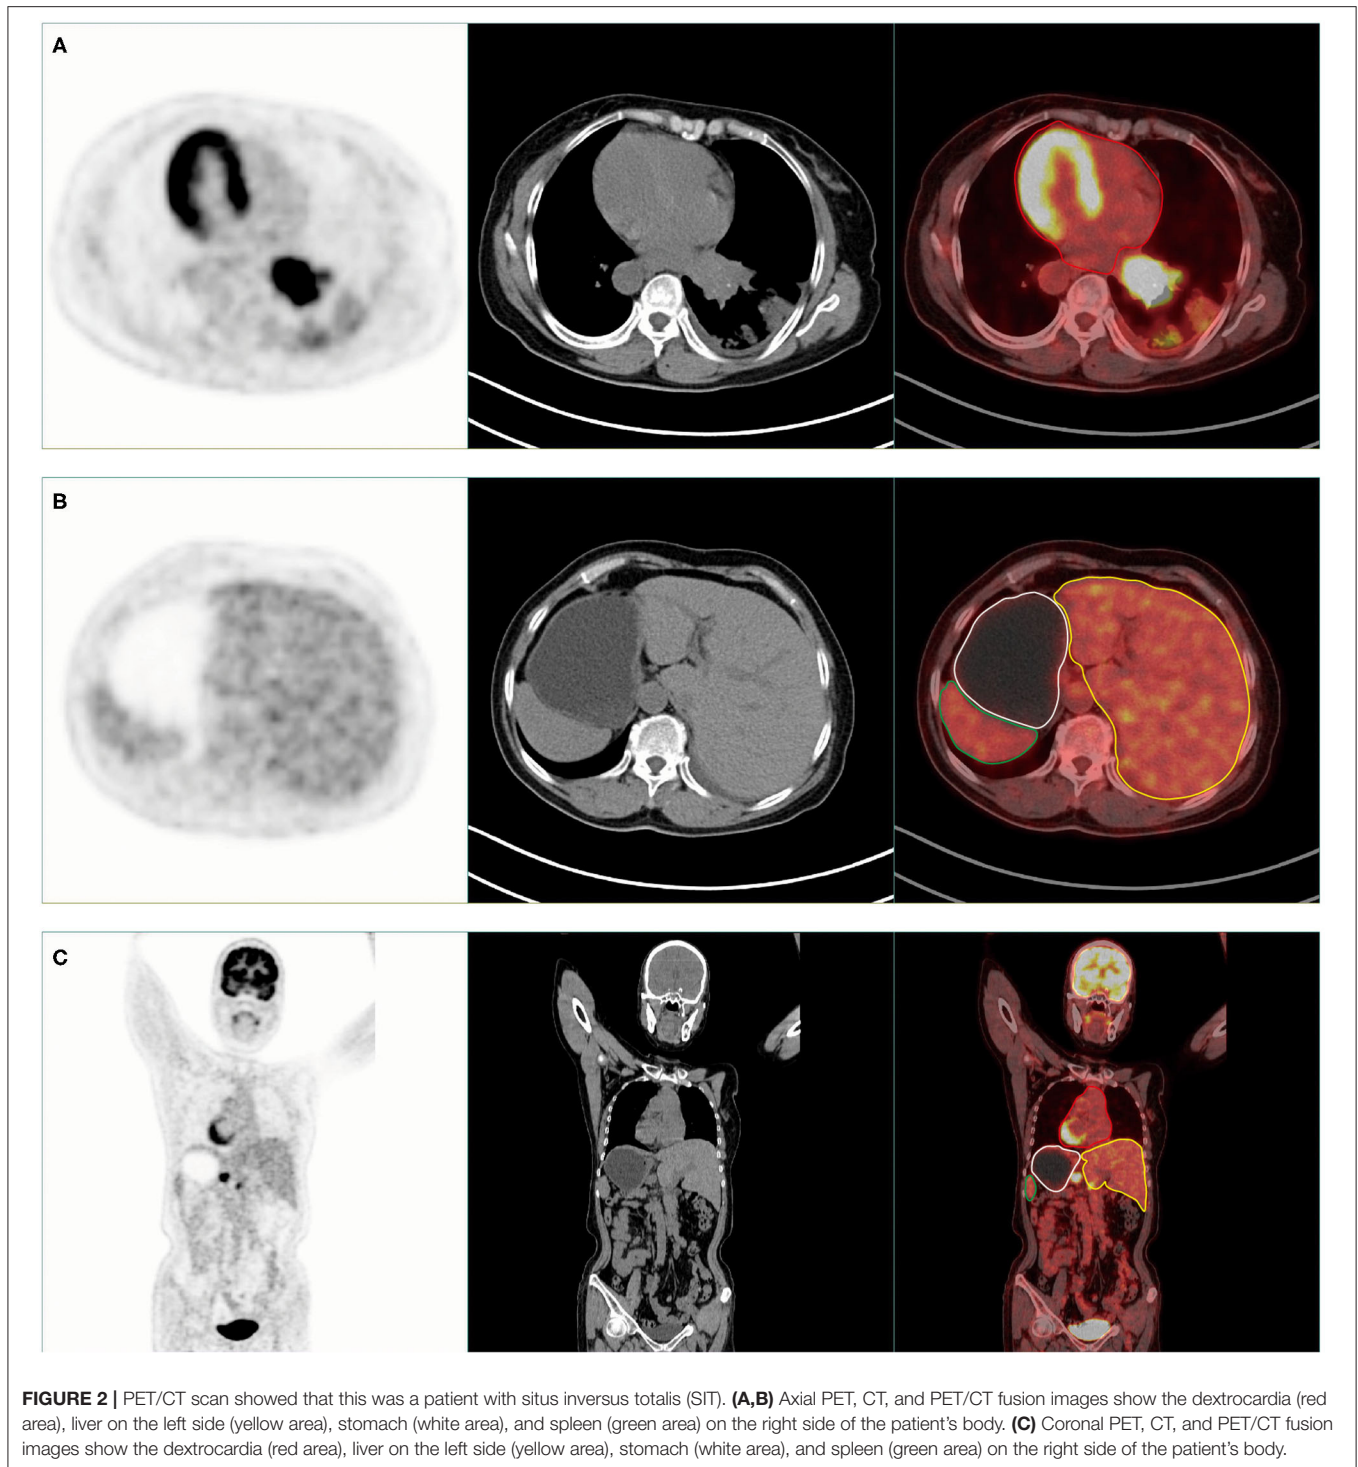 A
B
C
FIGURE 2 | PET/CT scan showed that this was a patient with situs inversus totalis (SIT). (A,B) Axial PET, CT, and PET/CT fusion images show the dextrocardia (red
area), liver on the left side (yellow area), stomach (white area), and spleen (green area) on the right side of the patient's body. (C) Coronal PET, CT, and PET/CT fusion
images show the dextrocardia (red area), liver on the left side (yellow area), stomach (white area), and spleen (green area) on the right side of the patient's body.